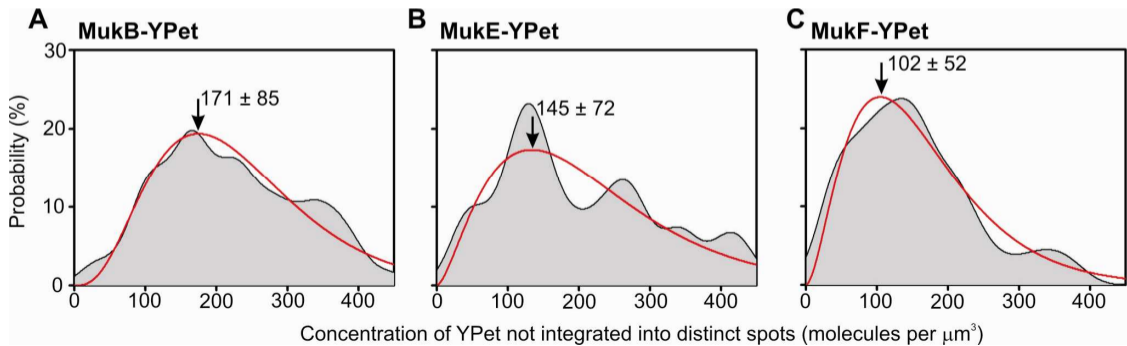 A MukB-YPet
B MukE-YPet
C MukF-YPet
Probability (%)
30
20
10
0
171 ± 85
145 ± 72
102 ± 52
0 100 200 300 400
0 100 200 300 400
0 100 200 300 400
Concentration of YPet not integrated into distinct spots (molecules per μm³)